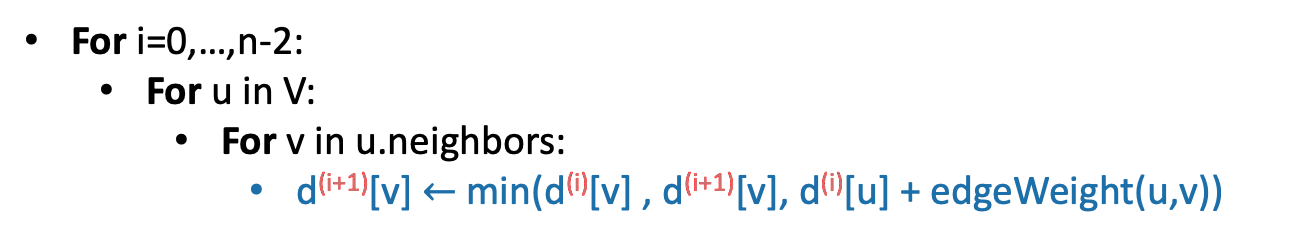 • For i=0,...,n-2:
• For u in V:
• For v in u.neighbors:
• d(i+1)[v] ← min(d(i)[v] , d(i+1)[v], d(i)[u] + edgeWeight(u,v))